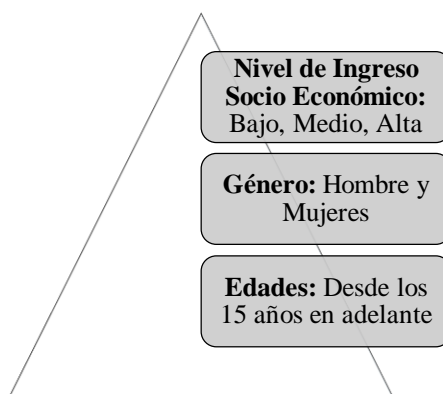 Nivel de Ingreso
Socio Económico:
Bajo, Medio, Alta
Género: Hombre y
Mujeres
Edades: Desde los
15 años en adelante